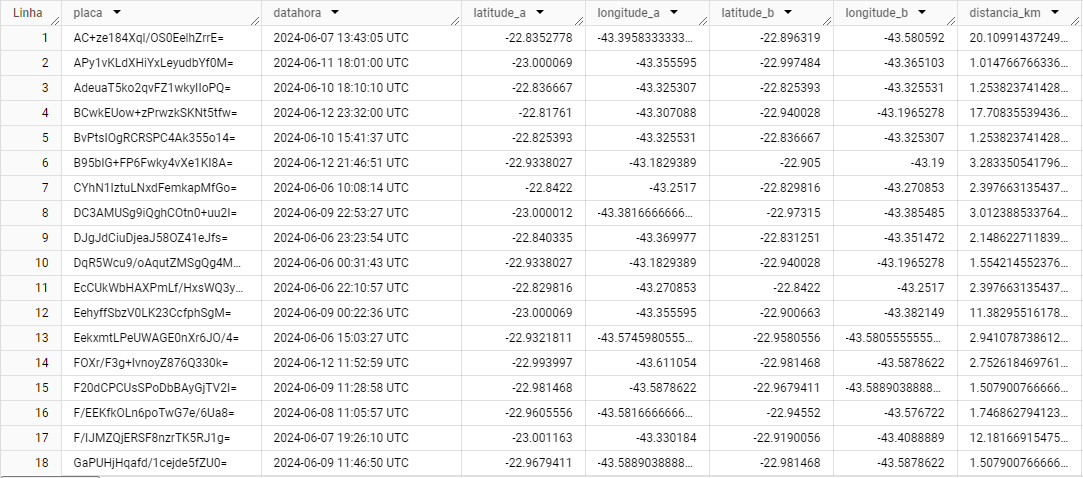 Linha placa datahora latitude_a longitude_a latitude_b longitude_b distancia_km
1 AC+ze184Xql/OS0EelhZrrE= 2024-06-07 13:43:05 UTC -22.8352778 -43.3958333333... -22.896319 -43.580592 20.10991437249...
2 APy1vKLdXHiYxLeyudbYf0M= 2024-06-11 18:01:00 UTC -23.000069 -43.355595 -22.997484 -43.365103 1.014766766336...
3 AdeuaT5ko2qvFZ1wkyIIoPQ= 2024-06-10 18:10:10 UTC -22.836667 -43.325307 -22.825393 -43.325531 1.253823741428...
4 BCwkEUow+zPrwzkSKNt5tfw= 2024-06-12 23:32:00 UTC -22.81761 -43.307088 -22.940028 -43.1965278 17.70835539436...
5 BvPtsIOgRCRSPC4Ak355o14= 2024-06-10 15:41:37 UTC -22.825393 -43.325531 -22.836667 -43.325307 1.253823741428...
6 B95bIG+FP6Fwky4vXe1KI8A= 2024-06-12 21:46:51 UTC -22.9338027 -43.1829389 -22.905 -43.19 3.283350541796...
7 CYhN1IztuLNxdFemkapMfGo= 2024-06-06 10:08:14 UTC -22.8422 -43.2517 -22.829816 -43.270853 2.397663135437...
8 DC3AMUSg9iQghCOtn0+uu2I= 2024-06-09 22:53:27 UTC -23.000012 -43.3816666666... -22.97315 -43.385485 3.012388533764...
9 DJgJdCiuDjeaJ58OZ41eJfs= 2024-06-06 23:23:54 UTC -22.840335 -43.369977 -22.831251 -43.351472 2.148622711839...
10 DqR5Wcu9/oAqutZMSgQg4M... 2024-06-06 00:31:43 UTC -22.9338027 -43.1829389 -22.940028 -43.1965278 1.554214552376...
11 EcCUkWbHAXPmLf/HxsWQ3y... 2024-06-06 22:10:57 UTC -22.829816 -43.270853 -22.8422 -43.2517 2.397663135437...
12 EehyffSbzV0LK23CcfphSgM= 2024-06-09 00:22:36 UTC -23.000069 -43.355595 -22.900663 -43.382149 11.38295516178...
13 EekxmtLPeUWAGE0nXr6JO/4= 2024-06-06 15:03:27 UTC -22.9321811 -43.5745980555... -22.9580556 -43.5805555555... 2.941078738612...
14 FOXr/F3g+IvnoyZ876Q330k= 2024-06-12 11:52:59 UTC -22.993997 -43.611054 -22.981468 -43.5878622 2.752618469761...
15 F20dCPCUsSPoDbBAyGjTV2I= 2024-06-09 11:28:58 UTC -22.981468 -43.5878622 -22.9679411 -43.5889038888... 1.507900766666...
16 F/EEKfkOLn6poTwG7e/6Ua8= 2024-06-08 11:05:57 UTC -22.9605556 -43.5816666666... -22.94552 -43.576722 1.746862794123...
17 F/IJMZQjERSF8nzrTK5RJ1g= 2024-06-07 19:26:10 UTC -23.001163 -43.330184 -22.9190056 -43.4088889 12.18166915475...
18 GaPUHjHqafd/1cejde5fZU0= 2024-06-09 11:46:50 UTC -22.9679411 -43.5889038888... -22.981468 -43.5878622 1.507900766666...